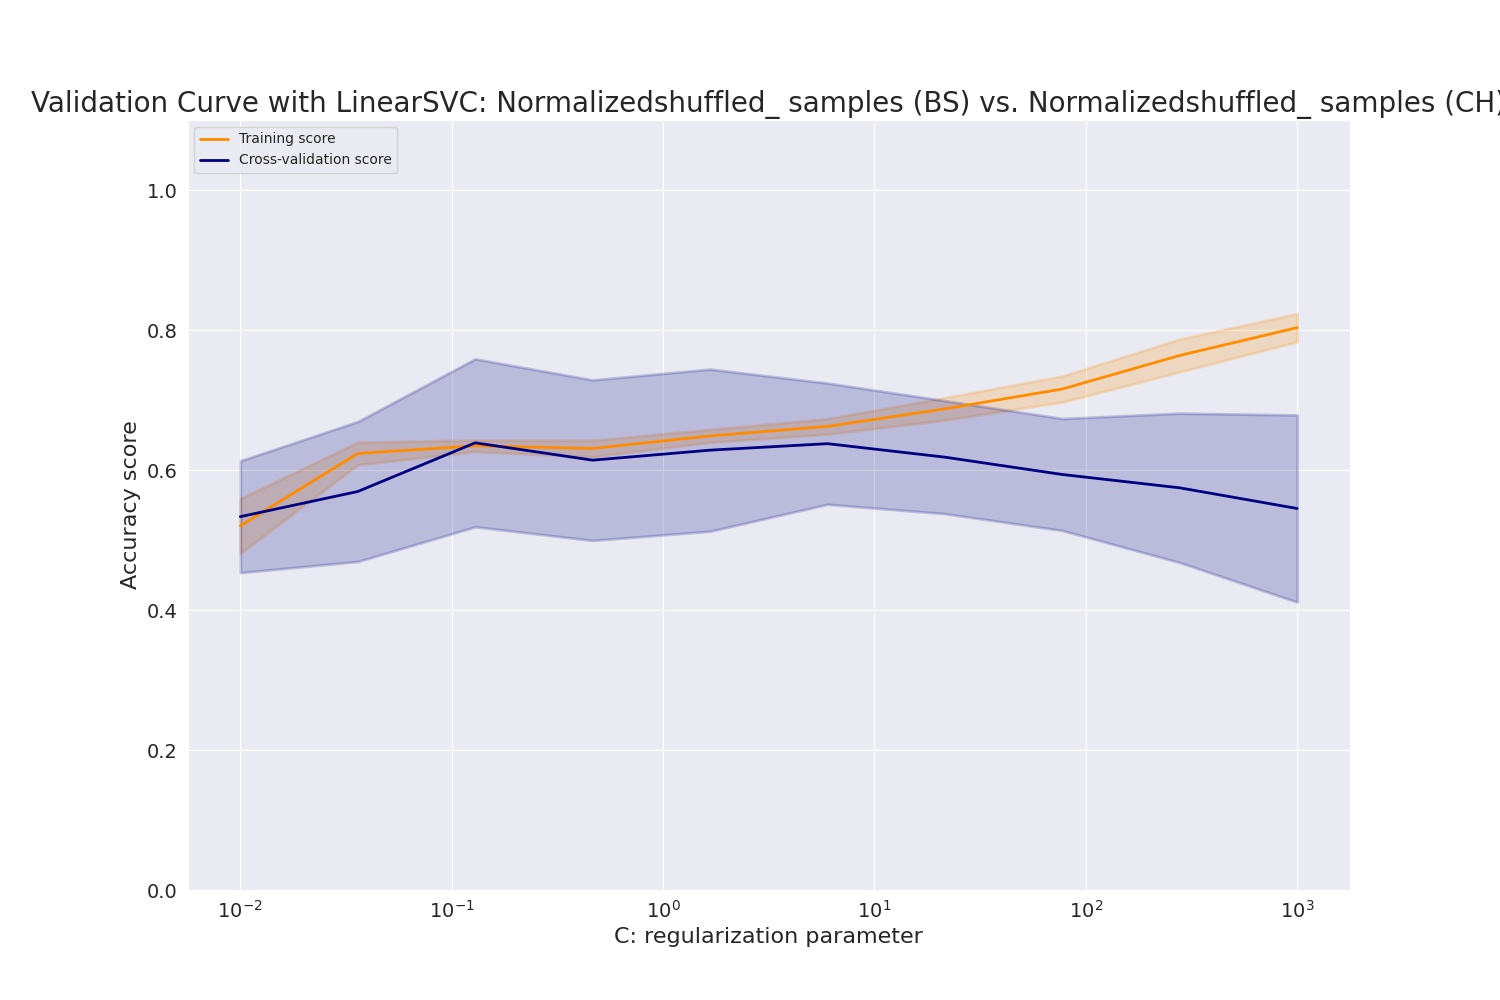 Validation Curve with LinearSVC: Normalizedshuffled_ samples (BS) vs. Normalizedshuffled_ samples (CH)
Training score
Cross-validation score
1.0
0.8
0.6
0.4
0.2
0.0
Accuracy score
10⁻² 10⁻¹ 10⁰ 10¹ 10² 10³
C: regularization parameter